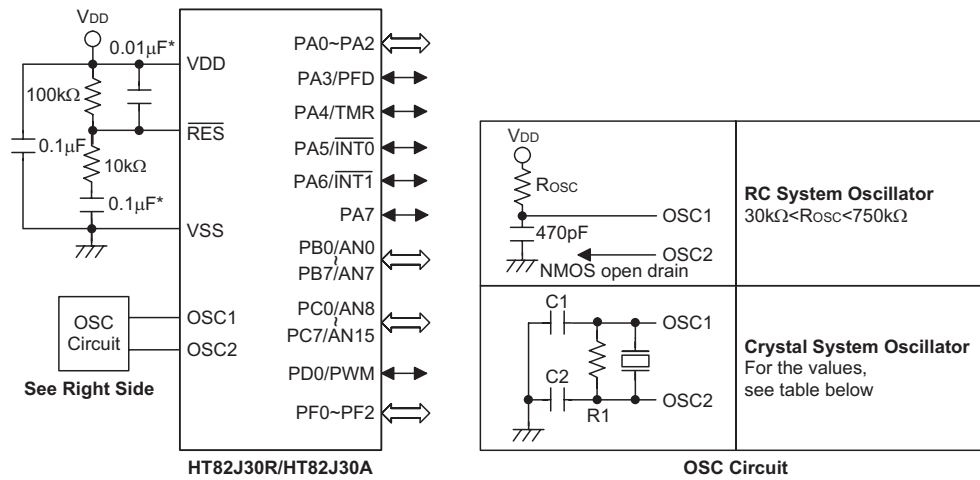 VDD
0.01µF*
100kΩ
0.1µF
10kΩ
0.1µF*
VDD
RES
VSS
OSC1
OSC2
OSC
Circuit
See Right Side
PA0~PA2
PA3/PFD
PA4/TMR
PA5/INT0
PA6/INT1
PA7
PB0/AN0
~
PB7/AN7
PC0/AN8
~
PC7/AN15
PD0/PWM
PF0~PF2
HT82J30R/HT82J30A
VDD
ROSC
OSC1
470pF
OSC2
NMOS open drain
RC System Oscillator
30kΩ<ROSC<750kΩ
C1
OSC1
C2
OSC2
R1
Crystal System Oscillator
For the values,
see table below
OSC Circuit